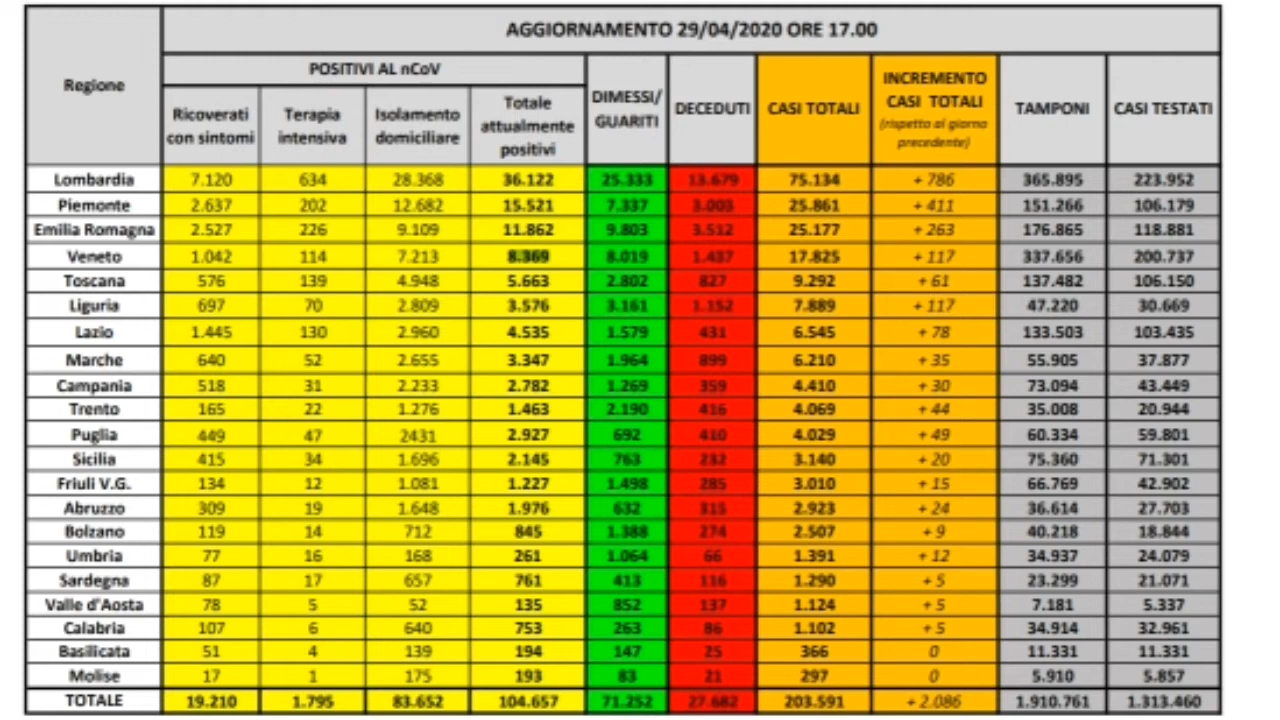 AGGIORNAMENTO 29/04/2020 ORE 17.00
Regione
POSITIVI AL nCoV
Ricoverati
con sintomi
Terapia
intensiva
Isolamento
domiciliare
Totale
attualmente
positivi
DIMESSI/
GUARITI
DECEDUTI
CASI TOTALI
INCREMENTO
CASI TOTALI
(rispetto al giorno
precedente)
TAMPONI
CASI TESTATI
Lombardia 7.120 634 28.368 36.122 25.333 13.679 75.134 + 786 365.895 223.952
Piemonte 2.637 202 12.682 15.521 7.337 3.003 25.861 + 411 151.266 106.179
Emilia Romagna 2.527 226 9.109 11.862 9.803 3.512 25.177 + 263 176.865 118.881
Veneto 1.042 114 7.213 8.369 8.019 1.437 17.825 + 117 337.656 200.737
Toscana 576 139 4.948 5.663 2.802 827 9.292 + 61 137.482 106.150
Liguria 697 70 2.809 3.576 3.161 1.152 7.889 + 117 47.220 30.669
Lazio 1.445 130 2.960 4.535 1.579 431 6.545 + 78 133.503 103.435
Marche 640 52 2.655 3.347 1.964 899 6.210 + 35 55.905 37.877
Campania 518 31 2.233 2.782 1.269 359 4.410 + 30 73.094 43.449
Trento 165 22 1.276 1.463 2.190 416 4.069 + 44 35.008 20.944
Puglia 449 47 2431 2.927 692 410 4.029 + 49 60.334 59.801
Sicilia 415 34 1.696 2.145 763 232 3.140 + 20 75.360 71.301
Friuli V.G. 134 12 1.081 1.227 1.498 285 3.010 + 15 66.769 42.902
Abruzzo 309 19 1.648 1.976 632 315 2.923 + 24 36.614 27.703
Bolzano 119 14 712 845 1.388 274 2.507 + 9 40.218 18.844
Umbria 77 16 168 261 1.064 66 1.391 + 12 34.937 24.079
Sardegna 87 17 657 761 413 116 1.290 + 5 23.299 21.071
Valle d'Aosta 78 5 52 135 852 137 1.124 + 5 7.181 5.337
Calabria 107 6 640 753 263 86 1.102 + 5 34.914 32.961
Basilicata 51 4 139 194 147 25 366 0 11.331 11.331
Molise 17 1 175 193 83 21 297 0 5.910 5.857
TOTALE 19.210 1.795 83.652 104.657 71.252 27.682 203.591 + 2.086 1.910.761 1.313.460